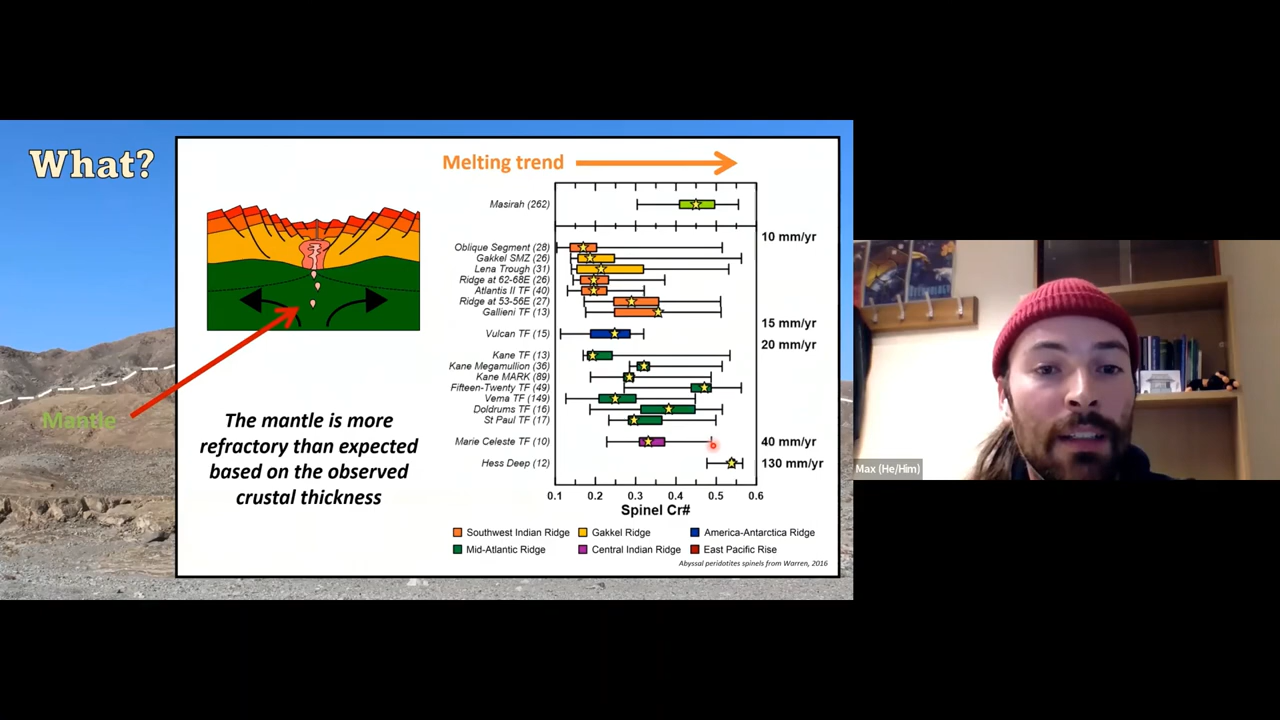 What?
Mantle
The mantle is more
refractory than expected
based on the observed
crustal thickness
Melting trend
Masirah (262)
10 mm/yr
Oblique Segment (28)
Gakkel SMZ (26)
Lena Trough (31)
Ridge at 62-68E (26)
Atlantis II TF (40)
Ridge at 53-56E (27)
Gallieni TF (13)
15 mm/yr
Vulcan TF (15)
20 mm/yr
Kane TF (13)
Kane Megamullion (36)
Kane MARK (89)
Fifteen-Twenty TF (49)
Vema TF (149)
Doldrums TF (16)
St Paul TF (17)
Marie Celeste TF (10)
40 mm/yr
Hess Deep (12)
130 mm/yr
0.1 0.2 0.3 0.4 0.5 0.6
Spinel Cr#
Southwest Indian Ridge Gakkel Ridge America-Antarctica Ridge
Mid-Atlantic Ridge Central Indian Ridge East Pacific Rise
Abyssal peridotites spinels from Warren, 2016
Max (He/Him)